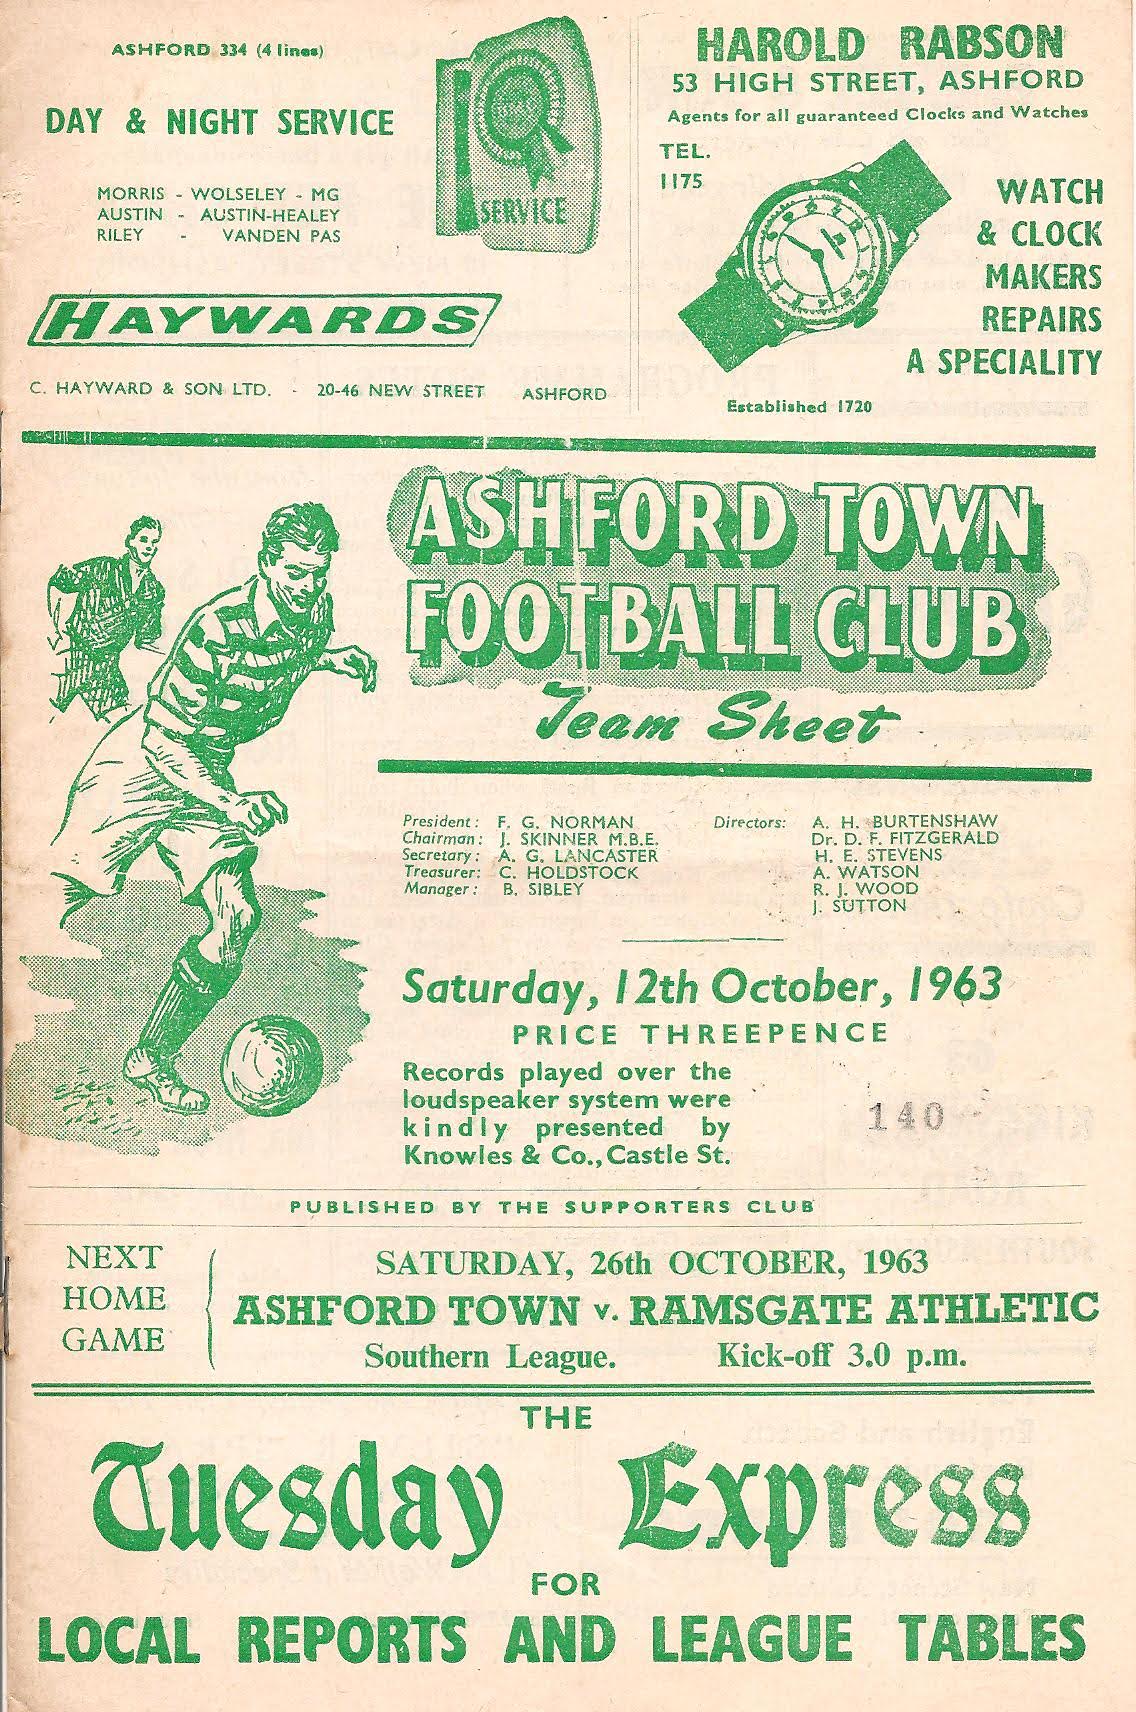 ASHFORD 334 (4 lines)
DAY & NIGHT SERVICE
MORRIS - WOLSELEY - MG
AUSTIN - AUSTIN-HEALEY
RILEY - VANDEN PAS
SERVICE
HAYWARDS
C. HAYWARD & SON LTD. - 20-46 NEW STREET ASHFORD
HAROLD RABSON
53 HIGH STREET, ASHFORD
Agents for all guaranteed Clocks and Watches
TEL.
1175
WATCH
& CLOCK
MAKERS
REPAIRS
A SPECIALITY
Established 1720
ASHFORD TOWN
FOOTBALL CLUB
Team Sheet
President: F. G. NORMAN
Chairman: J. SKINNER M.B.E.
Secretary: A. G. LANCASTER
Treasurer: C. HOLDSTOCK
Manager: B. SIBLEY
Directors: A. H. BURTENSHAW
Dr. D. F. FITZGERALD
H. E. STEVENS
A. WATSON
R. J. WOOD
J. SUTTON
Saturday, 12th October, 1963
PRICE THREEPENCE
Records played over the
loudspeaker system were
kindly presented by
Knowles & Co., Castle St.
140
PUBLISHED BY THE SUPPORTERS CLUB
NEXT
HOME
GAME
SATURDAY, 26th OCTOBER, 1963
ASHFORD TOWN v. RAMSGATE ATHLETIC
Southern League. Kick-off 3.0 p.m.
THE
Tuesday Express
FOR
LOCAL REPORTS AND LEAGUE TABLES